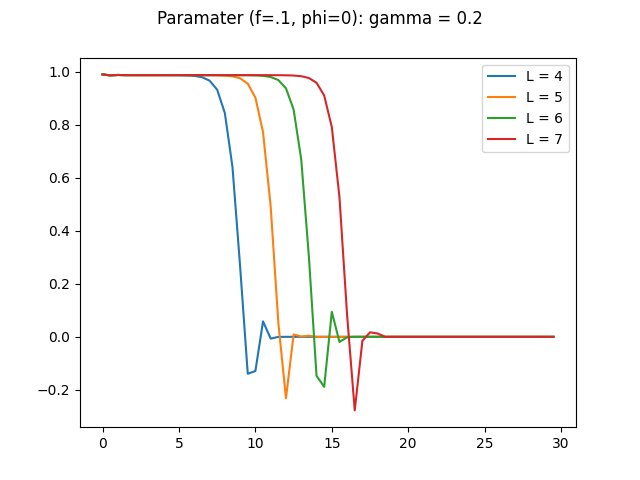 Paramater (f=.1, phi=0): gamma = 0.2
L = 4
L = 5
L = 6
L = 7
1.0
0.8
0.6
0.4
0.2
0.0
−0.2
0 5 10 15 20 25 30